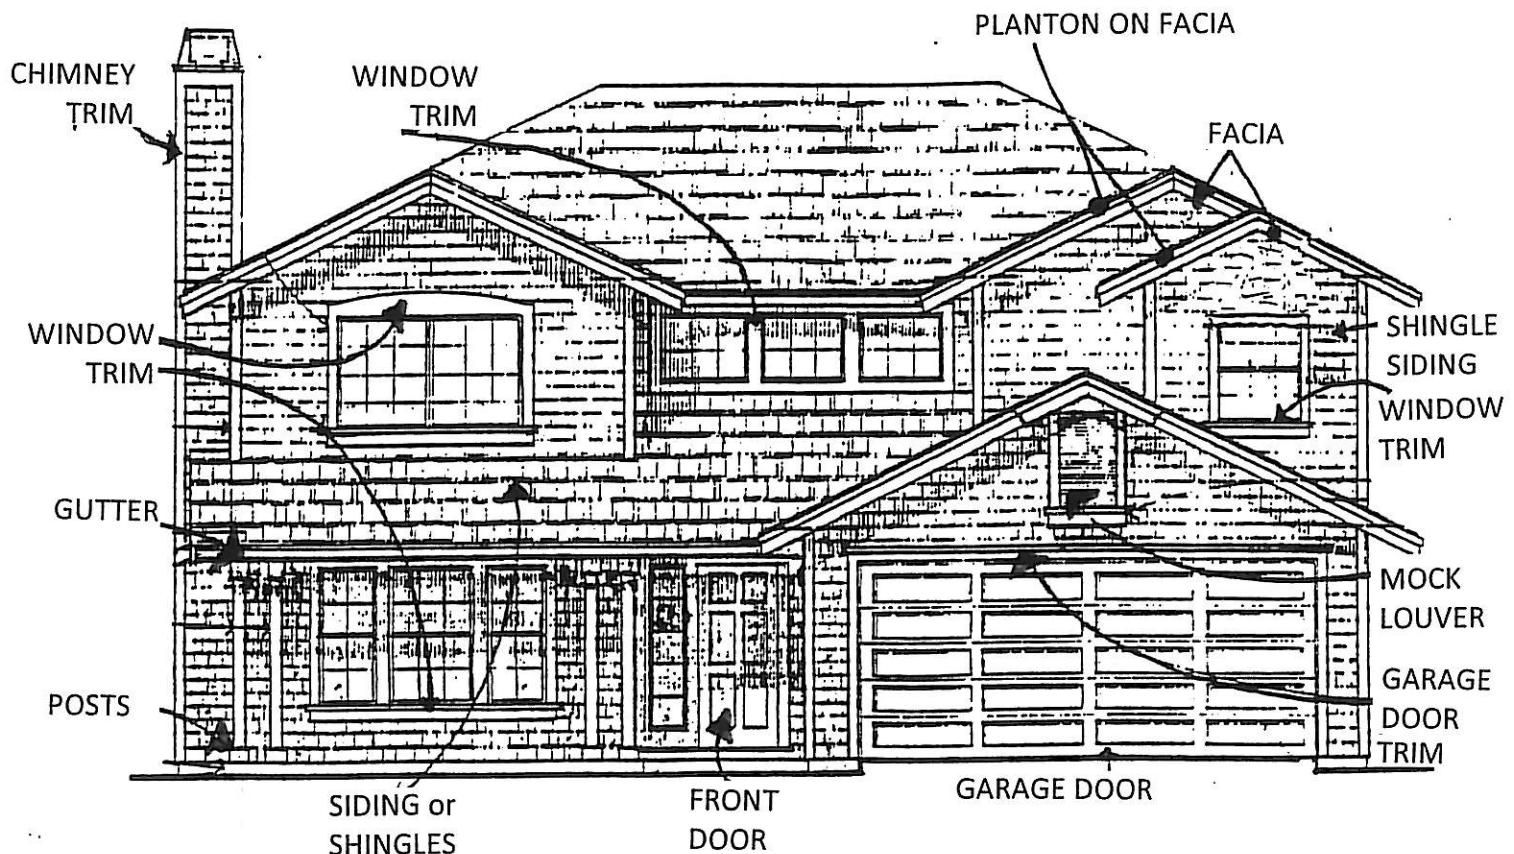 PLANTON ON FACIA
CHIMNEY
TRIM
WINDOW
TRIM
FACIA
WINDOW
TRIM
SHINGLE
SIDING
WINDOW
TRIM
GUTTER
MOCK
LOUVER
POSTS
GARAGE
DOOR
TRIM
SIDING or
SHINGLES
FRONT
DOOR
GARAGE DOOR